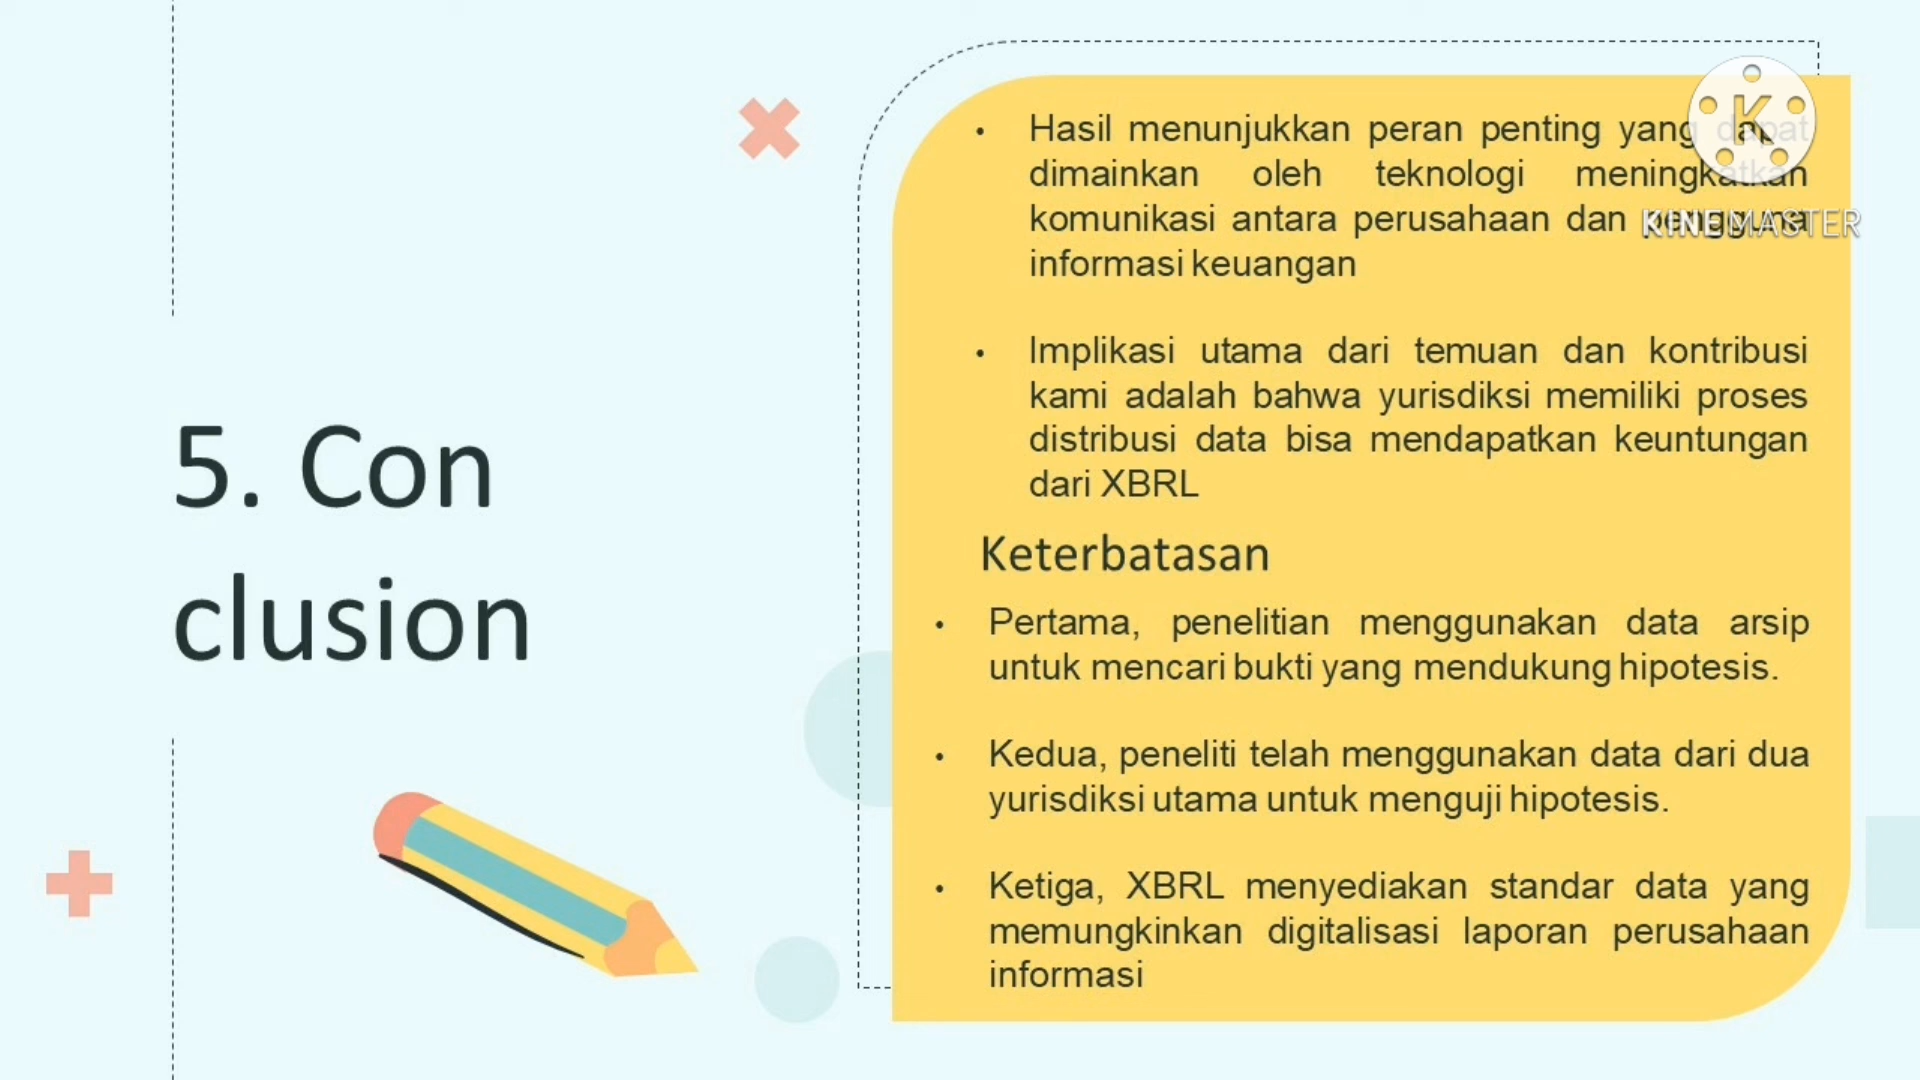 5. Con
clusion
Hasil menunjukkan peran penting yang dapat
dimainkan oleh teknologi meningkatkan
komunikasi antara perusahaan dan pengguna
informasi keuangan
Implikasi utama dari temuan dan kontribusi
kami adalah bahwa yurisdiksi memiliki proses
distribusi data bisa mendapatkan keuntungan
dari XBRL
Keterbatasan
Pertama, penelitian menggunakan data arsip
untuk mencari bukti yang mendukung hipotesis.
Kedua, peneliti telah menggunakan data dari dua
yurisdiksi utama untuk menguji hipotesis.
Ketiga, XBRL menyediakan standar data yang
memungkinkan digitalisasi laporan perusahaan
informasi
K
KINEMASTER